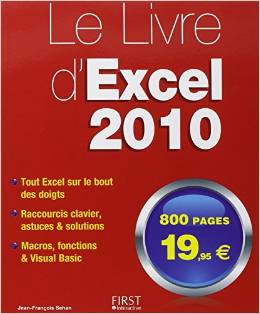 Le Livre
d'Excel
2010
• Tout Excel sur le bout
des doigts
• Raccourcis clavier,
astuces & solutions
• Macros, fonctions
& Visual Basic
800 PAGES
19,95 €
Jean-François Sehan
FIRST
Interactive